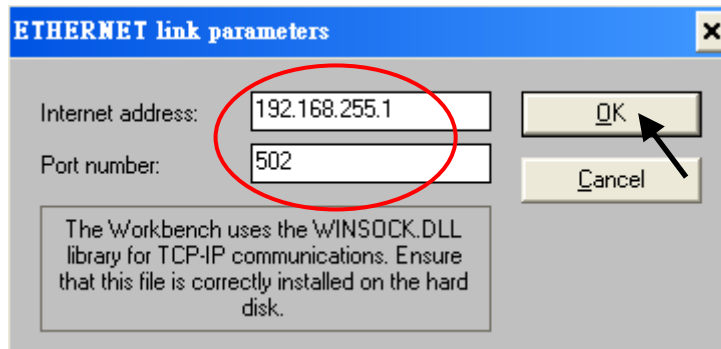 ETHERNET link parameters
Internet address: 192.168.255.1
OK
Port number: 502
Cancel
The Workbench uses the WINSOCK.DLL
library for TCP-IP communications. Ensure
that this file is correctly installed on the hard
disk.